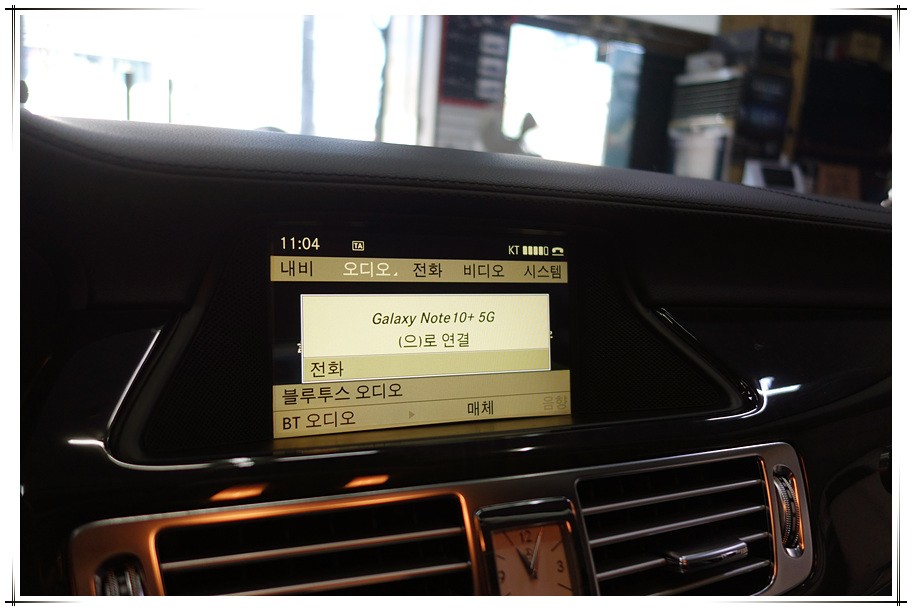 11:04 TA KT
내비 오디오 전화 비디오 시스템
Galaxy Note10+ 5G
(으)로 연결
전화
블루투스 오디오
BT 오디오 매체 음향
12